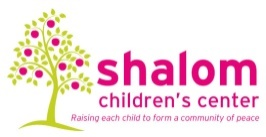 shalom
children's center
Raising each child to form a community of peace